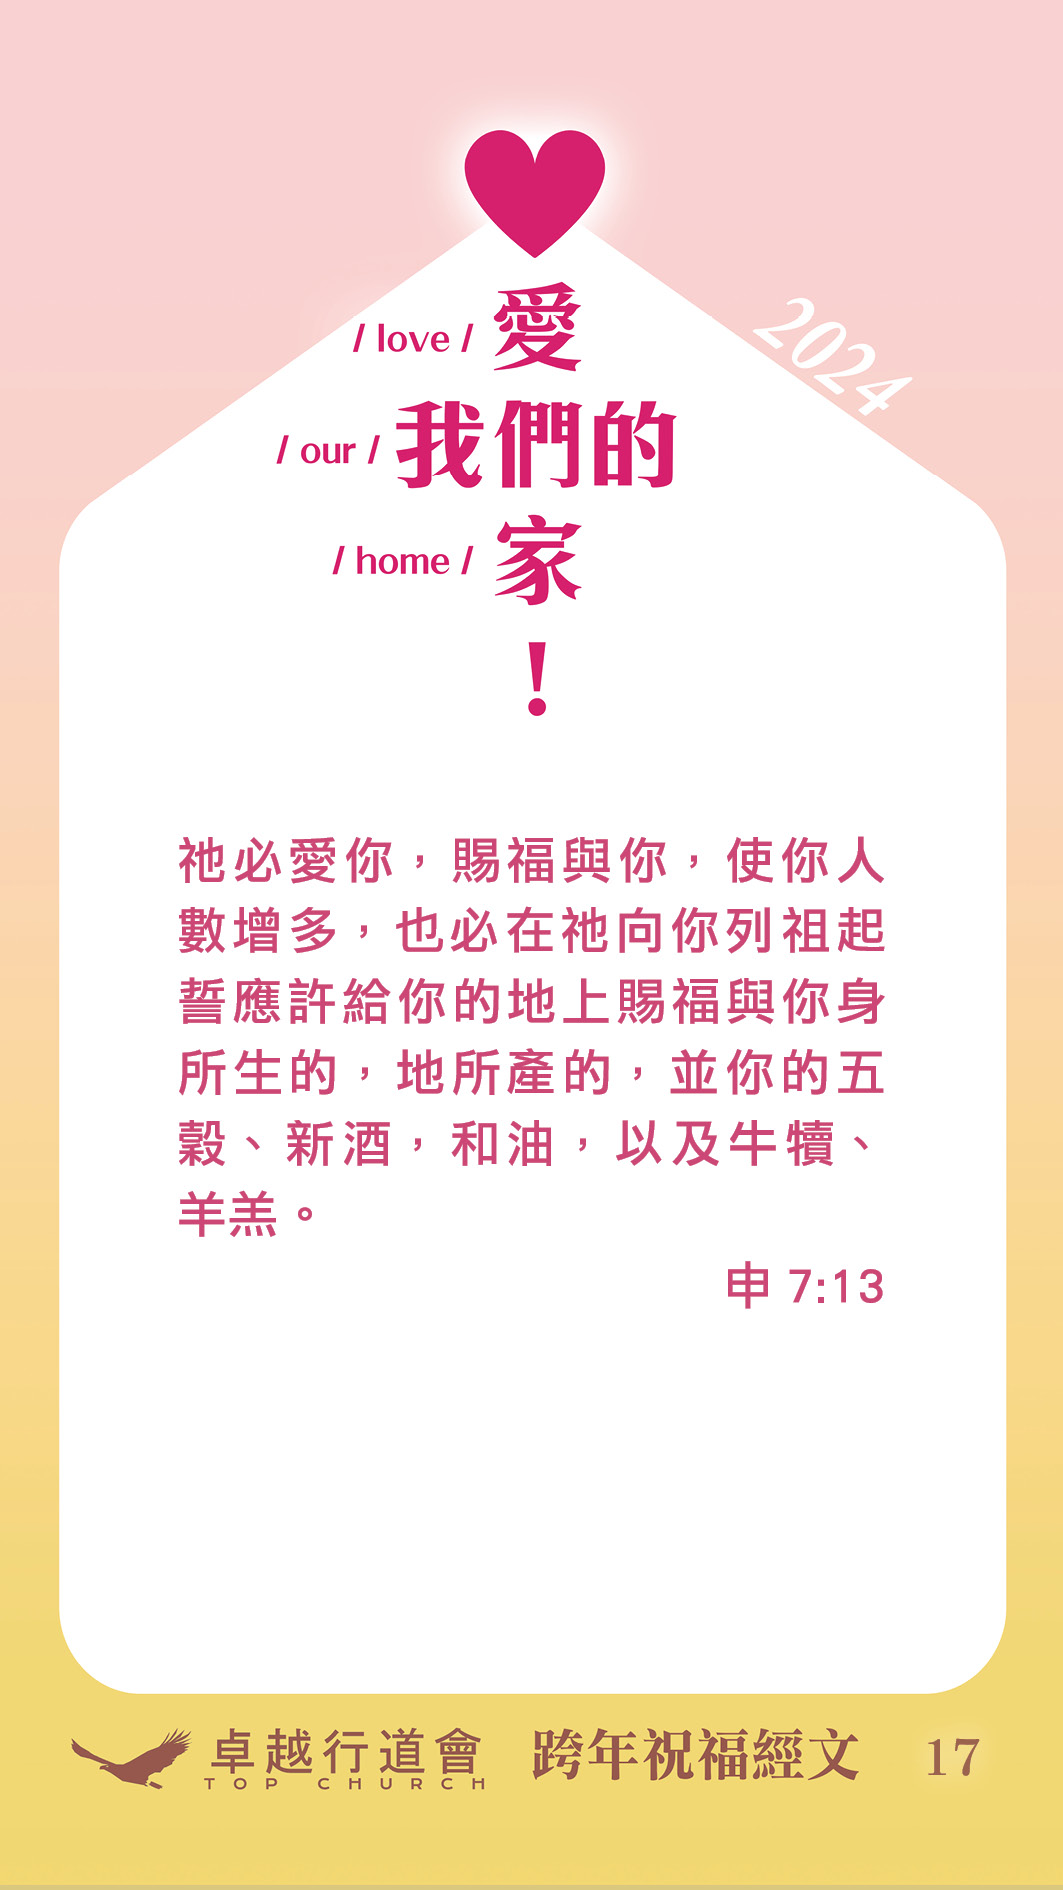 / love / 愛
2024
/ our / 我們的
/ home / 家
!
祂必愛你，賜福與你，使你人
數增多，也必在祂向你列祖起
誓應許給你的地上賜福與你身
所生的，地所產的，並你的五
穀、新酒，和油，以及牛犢、
羊羔。
申 7:13
卓越行道會 跨年祝福經文 17
TOP CHURCH